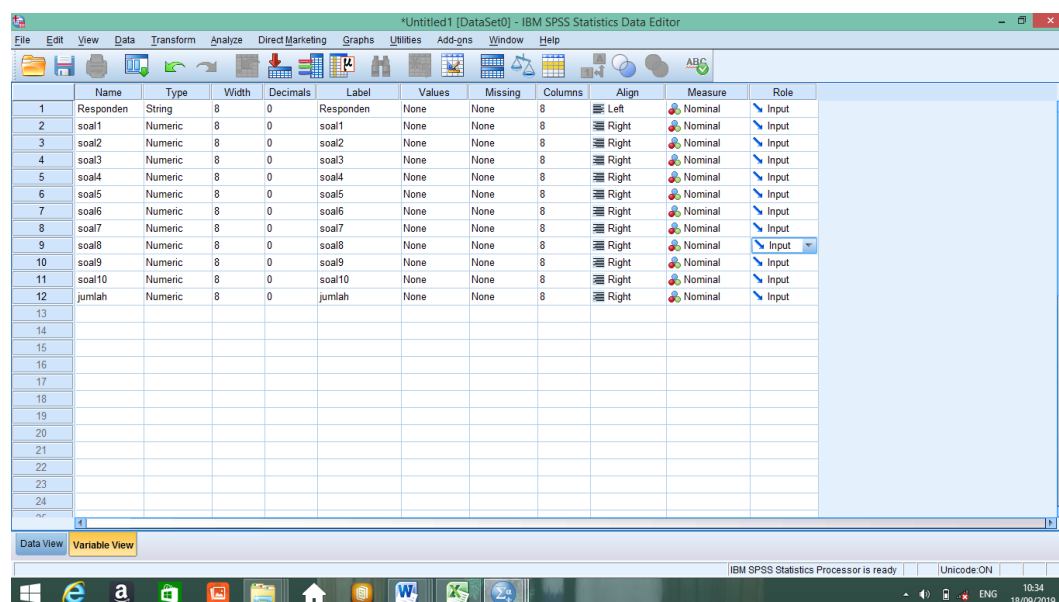 *Untitled1 [DataSet0] - IBM SPSS Statistics Data Editor
File Edit View Data Transform Analyze Direct Marketing Graphs Utilities Add-ons Window Help
Name Type Width Decimals Label Values Missing Columns Align Measure Role
1 Responden String 8 0 Responden None None 8 Left Nominal Input
2 soal1 Numeric 8 0 soal1 None None 8 Right Nominal Input
3 soal2 Numeric 8 0 soal2 None None 8 Right Nominal Input
4 soal3 Numeric 8 0 soal3 None None 8 Right Nominal Input
5 soal4 Numeric 8 0 soal4 None None 8 Right Nominal Input
6 soal5 Numeric 8 0 soal5 None None 8 Right Nominal Input
7 soal6 Numeric 8 0 soal6 None None 8 Right Nominal Input
8 soal7 Numeric 8 0 soal7 None None 8 Right Nominal Input
9 soal8 Numeric 8 0 soal8 None None 8 Right Nominal Input
10 soal9 Numeric 8 0 soal9 None None 8 Right Nominal Input
11 soal10 Numeric 8 0 soal10 None None 8 Right Nominal Input
12 jumlah Numeric 8 0 jumlah None None 8 Right Nominal Input
13
14
15
16
17
18
19
20
21
22
23
24
Data View Variable View
IBM SPSS Statistics Processor is ready Unicode:ON
ENG 10:34
18/09/2019